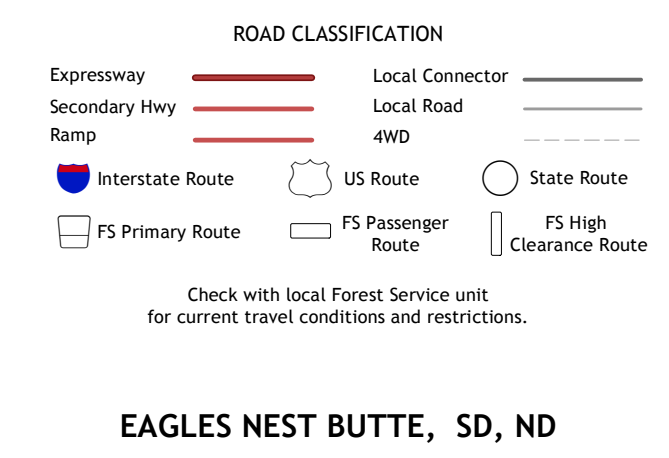 ROAD CLASSIFICATION
Expressway
Local Connector
Secondary Hwy
Local Road
Ramp
4WD
Interstate Route
US Route
State Route
FS Primary Route
FS Passenger
Route
FS High
Clearance Route
Check with local Forest Service unit
for current travel conditions and restrictions.
EAGLES NEST BUTTE, SD, ND